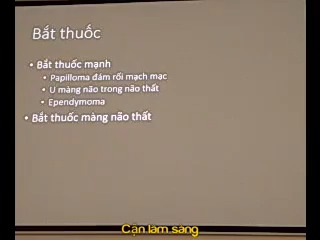 Bắt thuốc
Bắt thuốc mạnh
Papilloma đám rối mạch mạc
U màng não trong não thất
Ependymoma
Bắt thuốc màng não thất
Cận lâm sàng